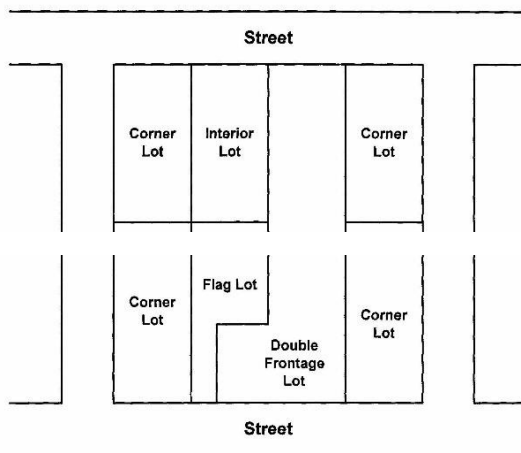 Street
Corner
Lot
Interior
Lot
Corner
Lot
Corner
Lot
Flag Lot
Double
Frontage
Lot
Corner
Lot
Street